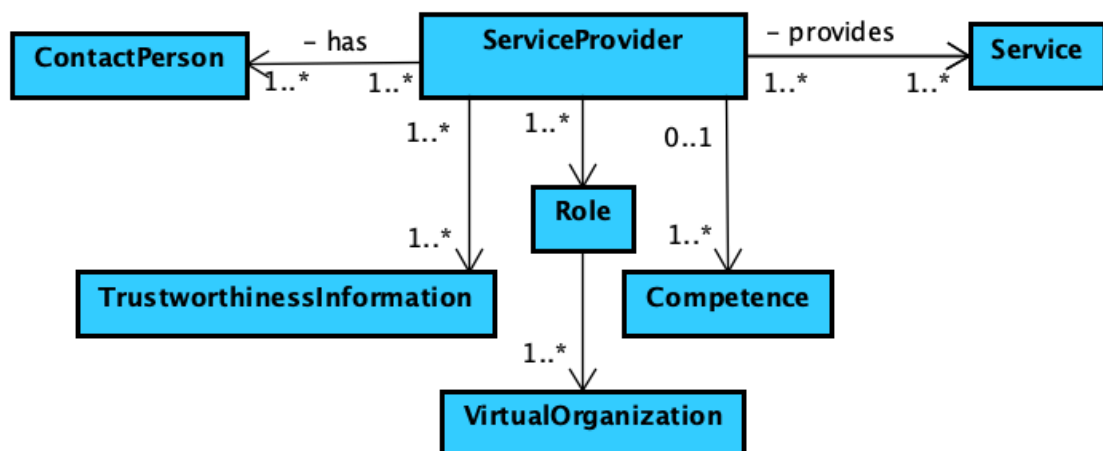 ContactPerson
- has
1..*
1..*
ServiceProvider
- provides
1..*
1..*
Service
1..*
1..*
0..1
Role
1..*
1..*
TrustworthinessInformation
Competence
1..*
VirtualOrganization